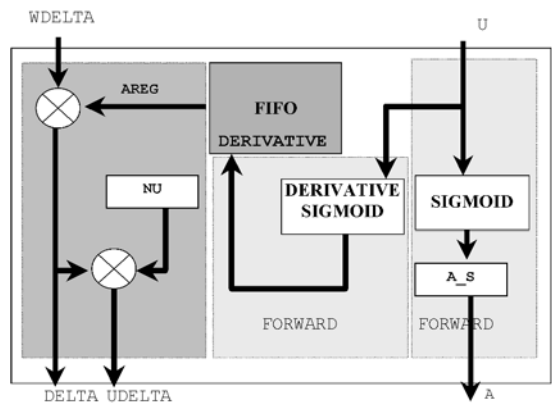 WDELTA
U
AREG
FIFO
DERIVATIVE
NU
DERIVATIVE
SIGMOID
SIGMOID
A_S
FORWARD
FORWARD
DELTA
UDELTA
A